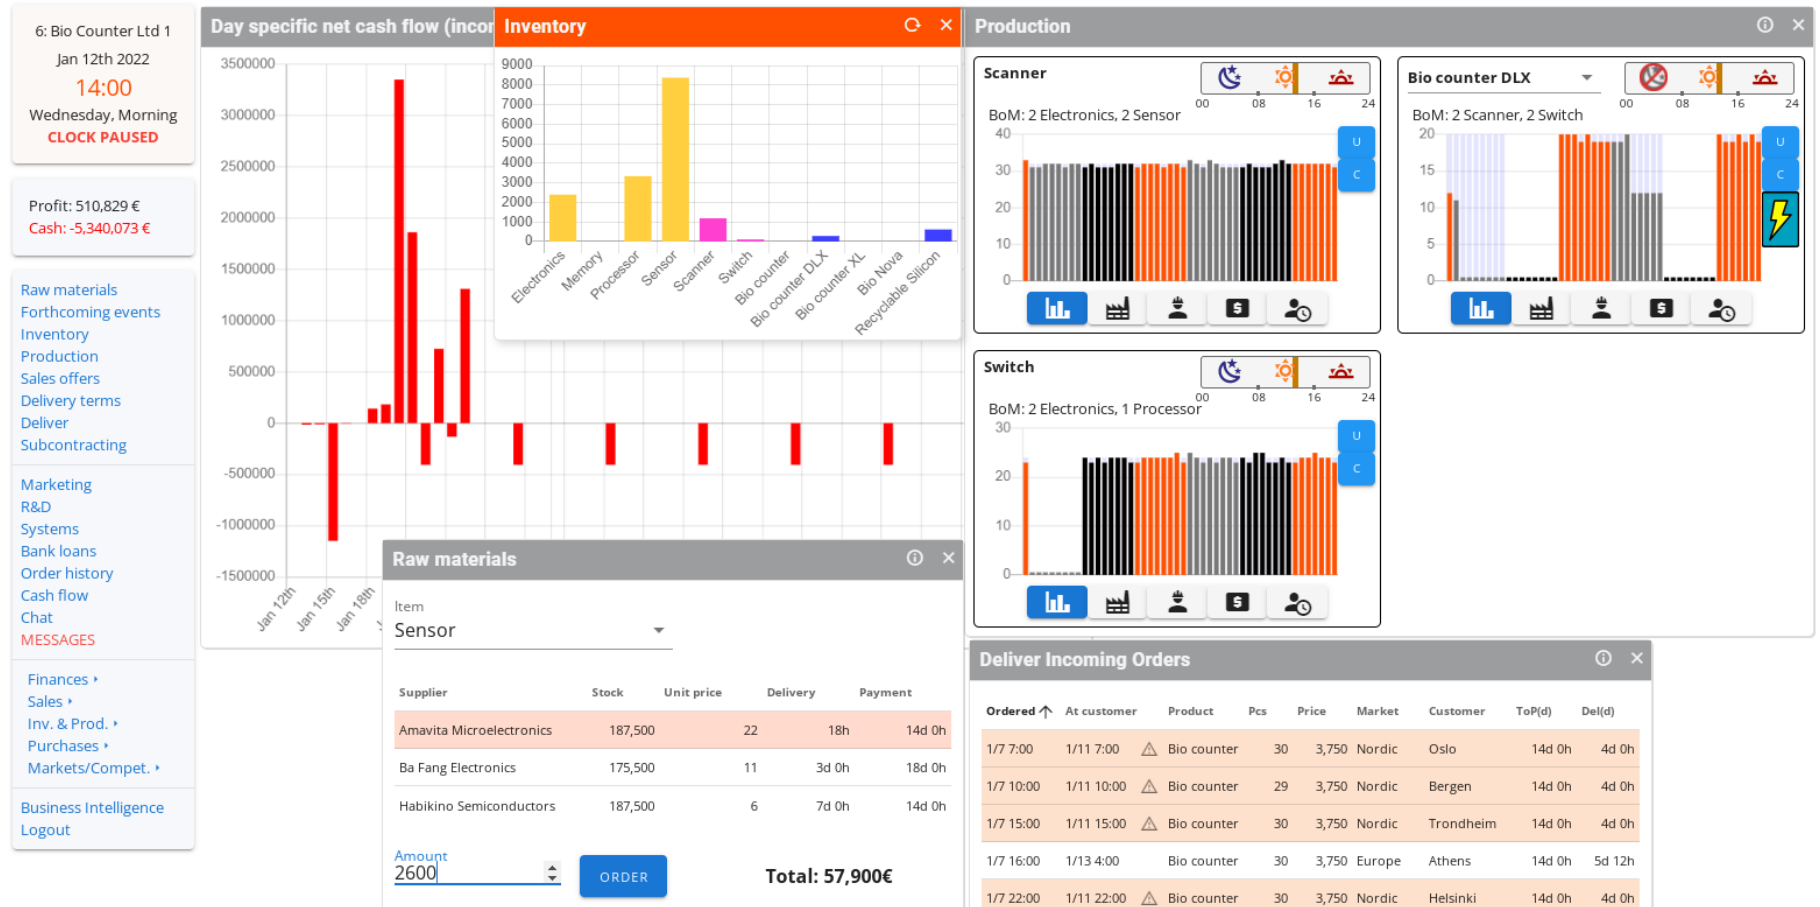 6: Bio Counter Ltd 1
Jan 12th 2022
14:00
Wednesday, Morning
CLOCK PAUSED
Profit: 510,829 €
Cash: -5,340,073 €
Raw materials
Forthcoming events
Inventory
Production
Sales offers
Delivery terms
Deliver
Subcontracting
Marketing
R&D
Systems
Bank loans
Order history
Cash flow
Chat
MESSAGES
Finances
Sales
Inv. & Prod.
Purchases
Markets/Compet.
Business Intelligence
Logout
Day specific net cash flow (incor
3500000
3000000
2500000
2000000
1500000
1000000
500000
0
-500000
-1000000
-1500000
Jan 12th
Jan 15th
Jan 18th
Inventory
9000
8000
7000
6000
5000
4000
3000
2000
1000
0
Electronics
Memory
Processor
Sensor
Scanner
Switch
Bio counter
Bio counter DLX
Bio counter XL
Bio Nova
Recyclable Silicon
Production
Scanner
00 08 16 24
BoM: 2 Electronics, 2 Sensor
40
30
20
10
0
U
C
Bio counter DLX
00 08 16 24
BoM: 2 Scanner, 2 Switch
20
15
10
5
0
U
C
Switch
00 08 16 24
BoM: 2 Electronics, 1 Processor
30
20
10
0
U
C
Raw materials
Item
Sensor
Supplier Stock Unit price Delivery Payment
Amavita Microelectronics 187,500 22 18h 14d 0h
Ba Fang Electronics 175,500 11 3d 0h 18d 0h
Habikino Semiconductors 187,500 6 7d 0h 14d 0h
Amount
2600
ORDER
Total: 57,900€
Deliver Incoming Orders
Ordered At customer Product Pcs Price Market Customer ToP(d) Del(d)
1/7 7:00 1/11 7:00 Bio counter 30 3,750 Nordic Oslo 14d 0h 4d 0h
1/7 10:00 1/11 10:00 Bio counter 29 3,750 Nordic Bergen 14d 0h 4d 0h
1/7 15:00 1/11 15:00 Bio counter 30 3,750 Nordic Trondheim 14d 0h 4d 0h
1/7 16:00 1/13 4:00 Bio counter 30 3,750 Europe Athens 14d 0h 5d 12h
1/7 22:00 1/11 22:00 Bio counter 30 3,750 Nordic Helsinki 14d 0h 4d 0h